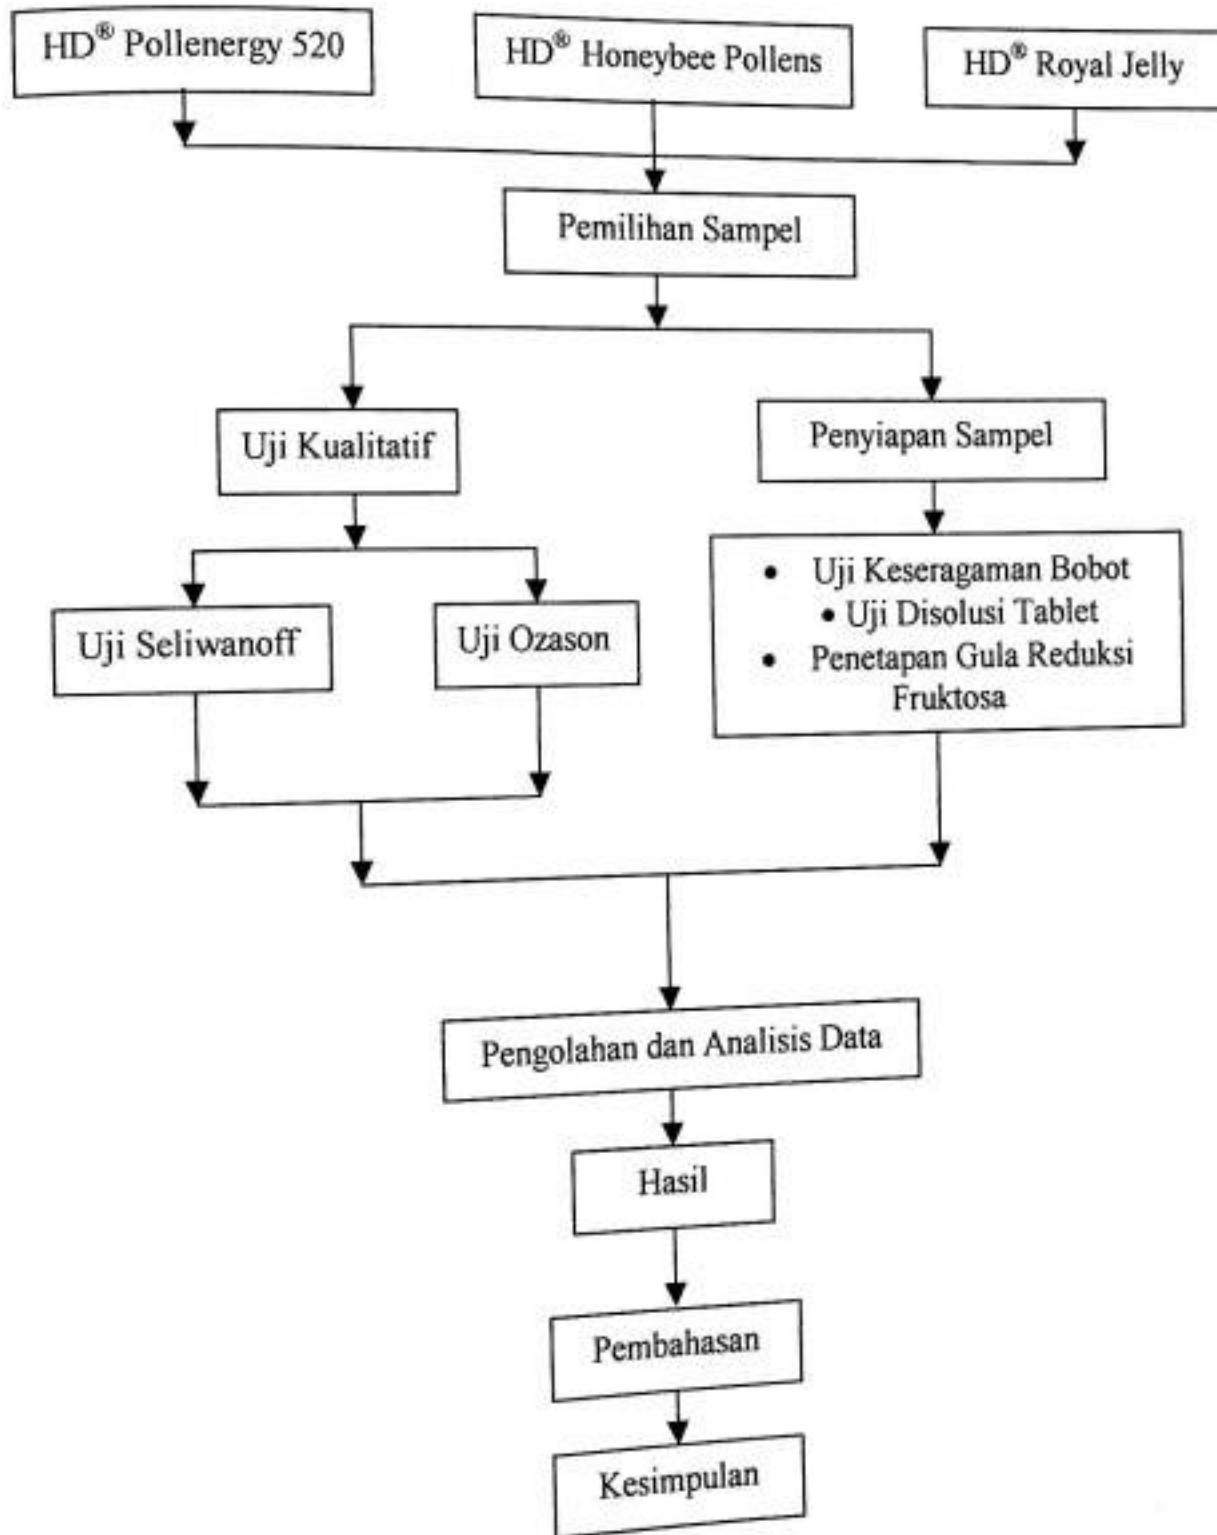 HD® Pollenergy 520
HD® Honeybee Pollens
HD® Royal Jelly
Pemilihan Sampel
Uji Kualitatif
Penyiapan Sampel
Uji Seliwanoff
Uji Ozason
• Uji Keseragaman Bobot
• Uji Disolusi Tablet
• Penetapan Gula Reduksi
Fruktosa
Pengolahan dan Analisis Data
Hasil
Pembahasan
Kesimpulan